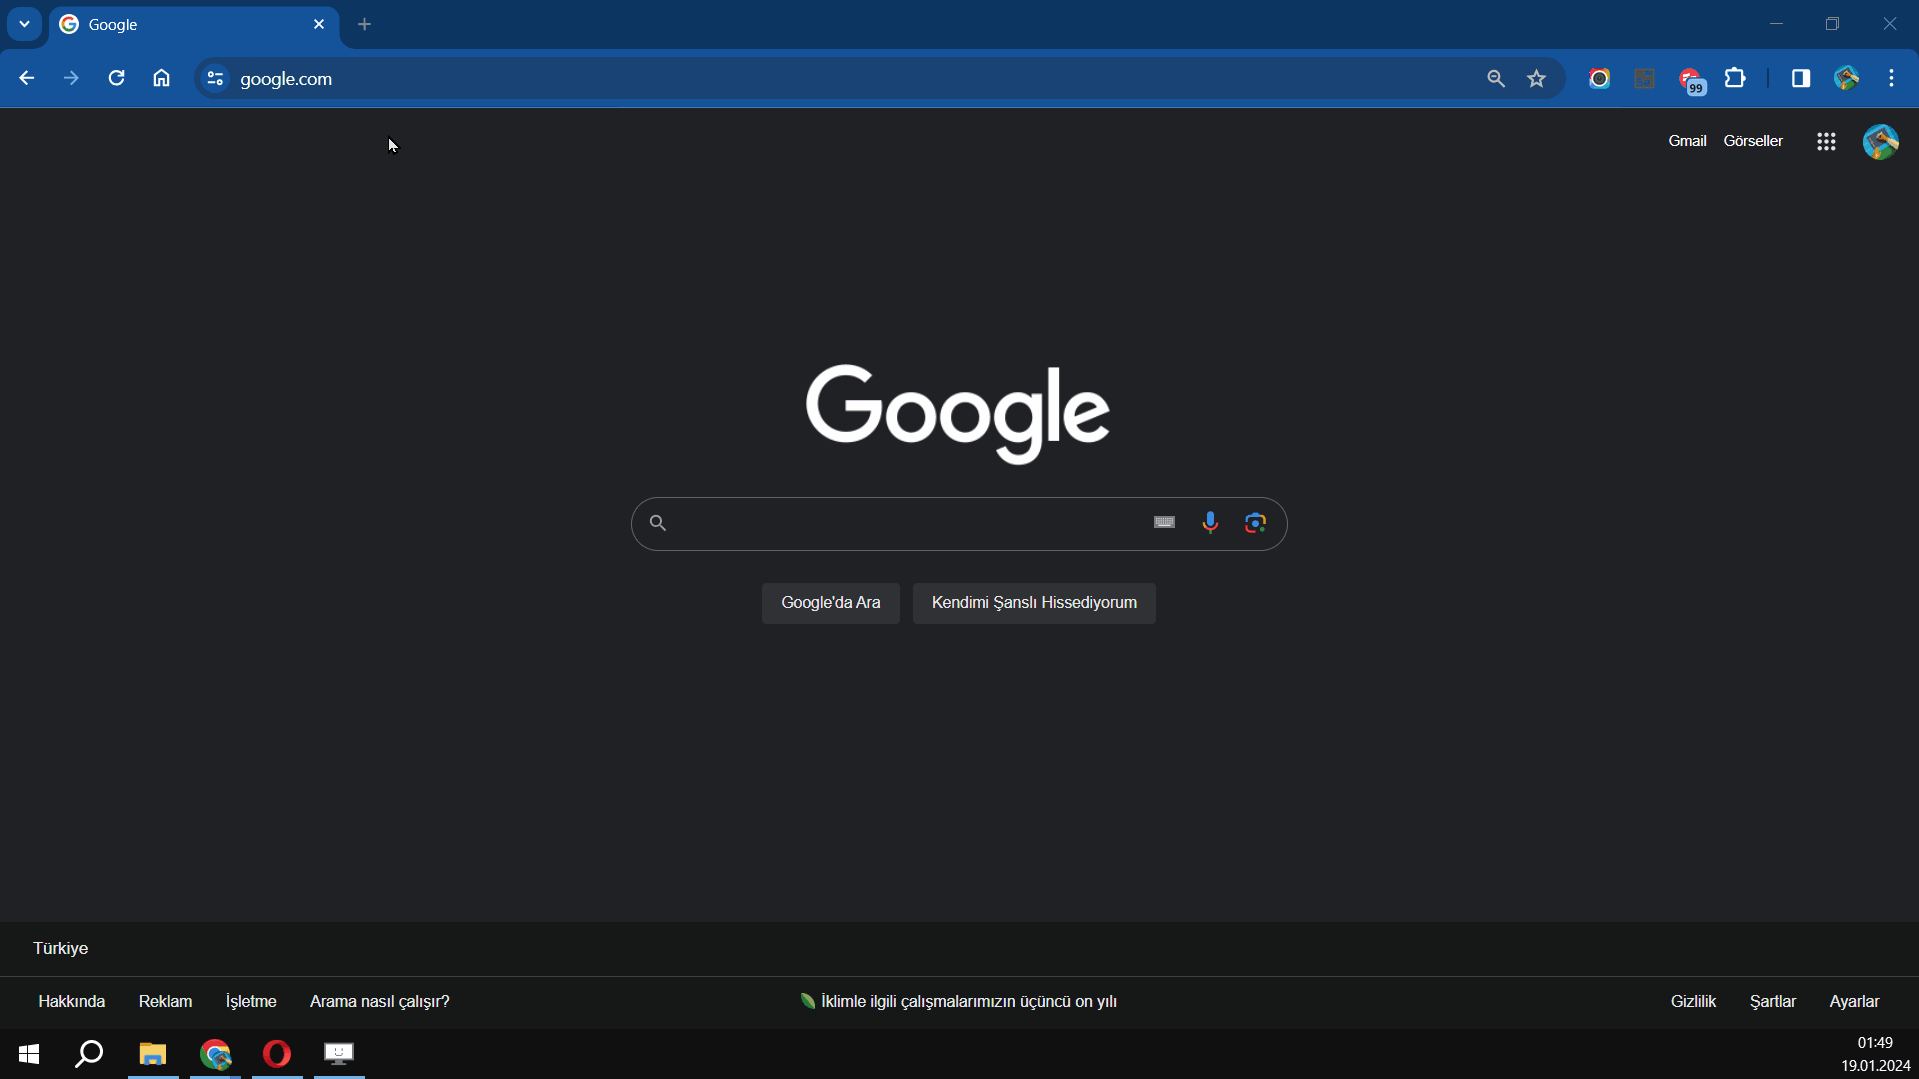 Google
google.com
99
Gmail Görseller
Google
Google'da Ara Kendimi Şanslı Hissediyorum
Türkiye
Hakkında Reklam İşletme Arama nasıl çalışır? İklimle ilgili çalışmalarımızın üçüncü on yılı Gizlilik Şartlar Ayarlar
01:49
19.01.2024